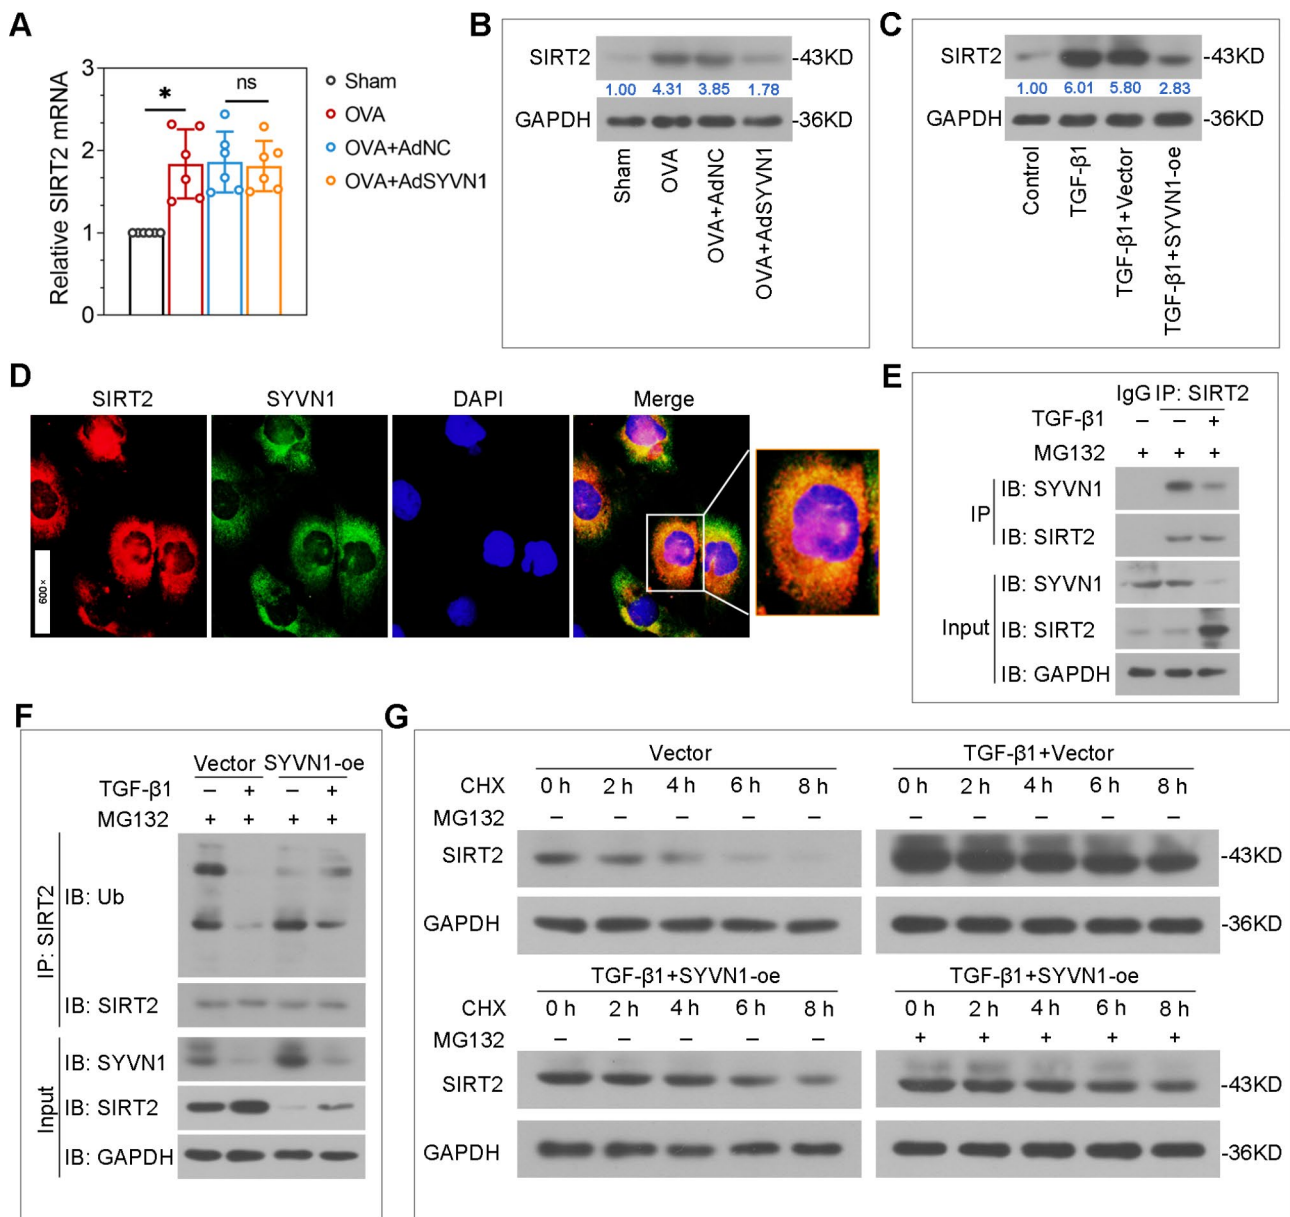 A
Relative SIRT2 mRNA
3
2
1
0
*
ns
Sham
OVA
OVA+AdNC
OVA+AdSYVN1
B
SIRT2
-43KD
1.00 4.31 3.85 1.78
GAPDH
-36KD
Sham
OVA
OVA+AdNC
OVA+AdSYVN1
C
SIRT2
-43KD
1.00 6.01 5.80 2.83
GAPDH
-36KD
Control
TGF-β1
TGF-β1+Vector
TGF-β1+SYVN1-oe
D
SIRT2 SYVN1 DAPI Merge
600×
E
IgG IP: SIRT2
TGF-β1 − − +
MG132 + + +
IP
IB: SYVN1
IB: SIRT2
Input
IB: SYVN1
IB: SIRT2
IB: GAPDH
F
Vector SYVN1-oe
TGF-β1 − + − +
MG132 + + + +
IP: SIRT2
IB: Ub
IB: SIRT2
Input
IB: SYVN1
IB: SIRT2
IB: GAPDH
G
Vector TGF-β1+Vector
CHX 0 h 2 h 4 h 6 h 8 h 0 h 2 h 4 h 6 h 8 h
MG132 − − − − − − − − − −
SIRT2 -43KD
GAPDH -36KD
TGF-β1+SYVN1-oe TGF-β1+SYVN1-oe
CHX 0 h 2 h 4 h 6 h 8 h 0 h 2 h 4 h 6 h 8 h
MG132 − − − − − + + + + +
SIRT2 -43KD
GAPDH -36KD